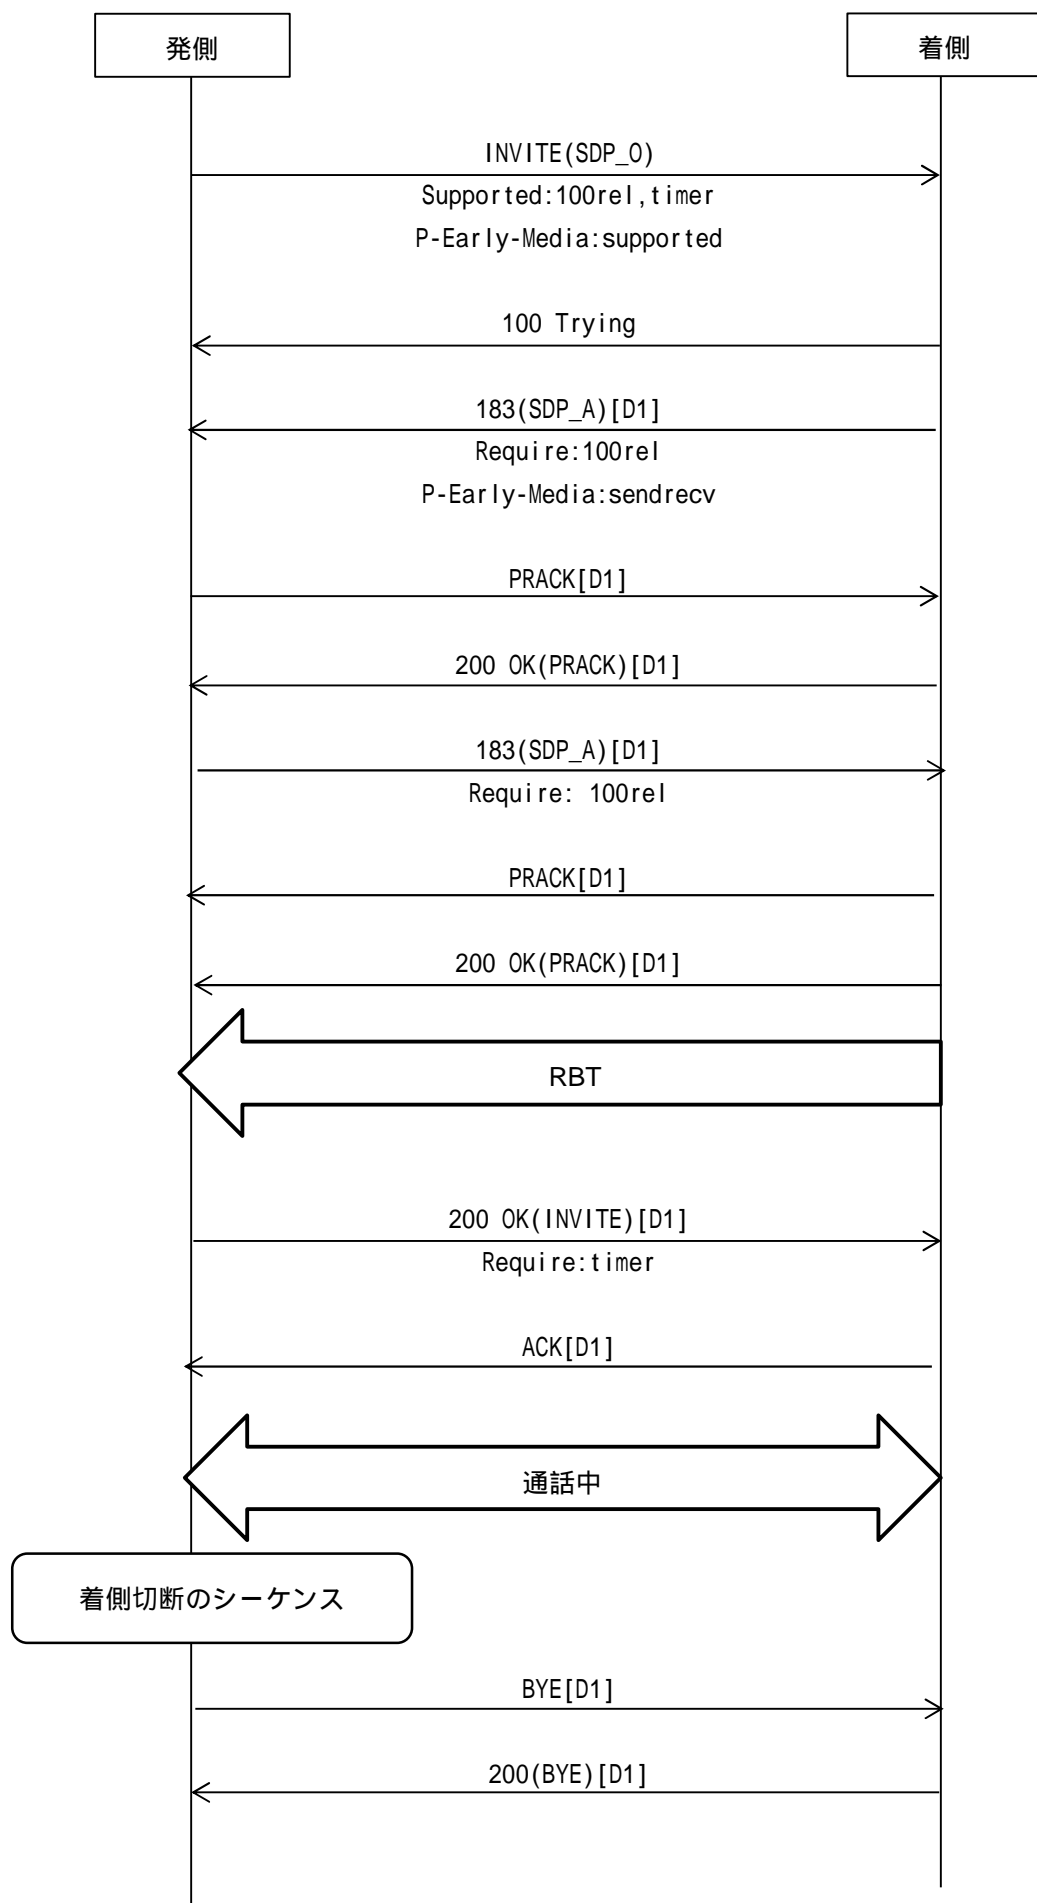 発側
着側
INVITE(SDP_O)
Supported:100rel,timer
P-Early-Media:supported
100 Trying
183(SDP_A)[D1]
Require:100rel
P-Early-Media:sendrecv
PRACK[D1]
200 OK(PRACK)[D1]
183(SDP_A)[D1]
Require: 100rel
PRACK[D1]
200 OK(PRACK)[D1]
RBT
200 OK(INVITE)[D1]
Require:timer
ACK[D1]
通話中
着側切断のシーケンス
BYE[D1]
200(BYE)[D1]